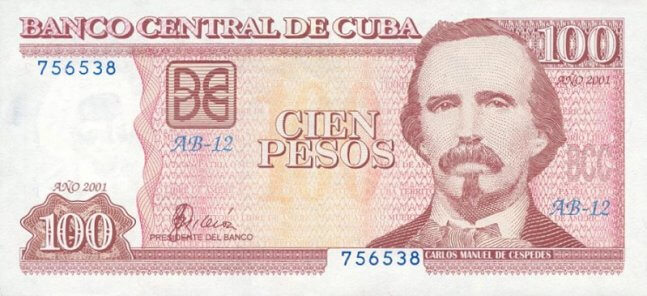 BANCO CENTRAL DE CUBA
100
756538
AÑO 2001
CIEN
PESOS
AB-12
BCC
AÑO 2001
AB-12
100
PRESIDENTE DEL BANCO
756538
CARLOS MANUEL DE CESPEDES